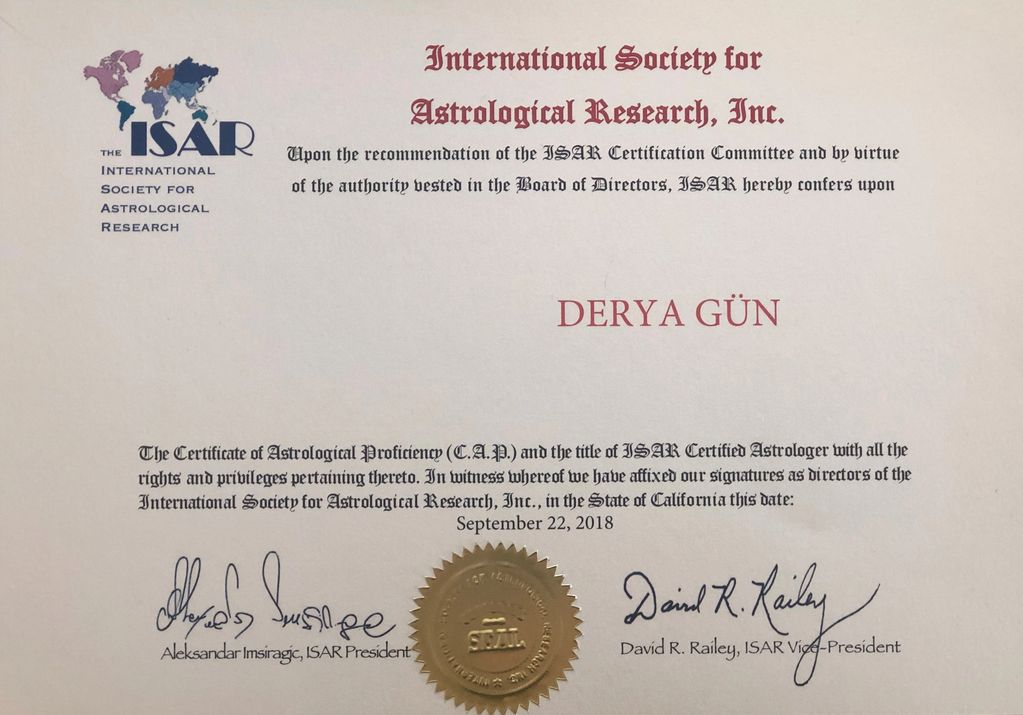 International Society for
Astrological Research, Inc.
THE ISAR
INTERNATIONAL
SOCIETY FOR
ASTROLOGICAL
RESEARCH
Upon the recommendation of the ISAR Certification Committee and by virtue
of the authority vested in the Board of Directors, ISAR hereby confers upon
DERYA GÜN
The Certificate of Astrological Proficiency (C.A.P.) and the title of ISAR Certified Astrologer with all the
rights and privileges pertaining thereto. In witness whereof we have affixed our signatures as directors of the
International Society for Astrological Research, Inc., in the State of California this date:
September 22, 2018
David R. Railey
Aleksandar Imsiragic, ISAR President
SEAL
David R. Railey, ISAR Vice-President